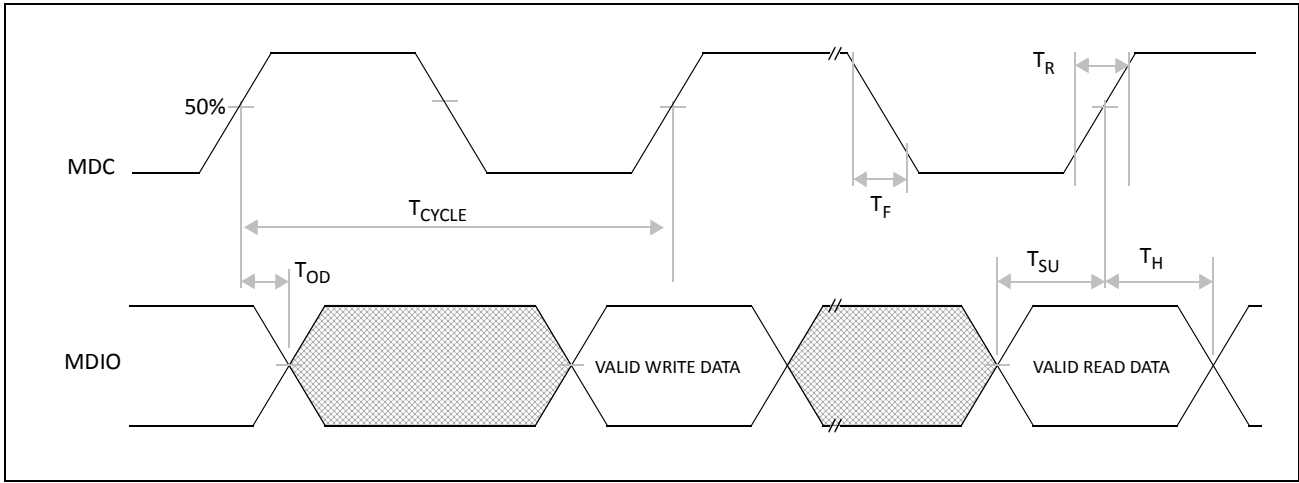 T_R
50%
MDC
T_F
T_CYCLE
T_SU
T_H
T_OD
MDIO
VALID WRITE DATA
VALID READ DATA